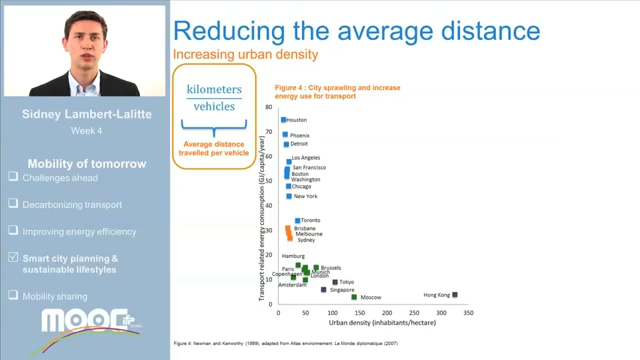 Reducing the average distance
Increasing urban density
kilometers
vehicles
Average distance
travelled per vehicle
Sidney Lambert-Lalitte
Week 4
Mobility of tomorrow
Challenges ahead
Decarbonizing transport
Improving energy efficiency
Smart city planning &
sustainable lifestyles
Mobility sharing
MOOC
Figure 4 : City sprawling and increase
energy use for transport
Transport related energy consumption (GJ/capita/year)
80
70
60
50
40
30
20
10
0
Houston
Phoenix
Detroit
Los Angeles
San Francisco
Boston
Washington
Chicago
New York
Toronto
Brisbane
Melbourne
Sydney
Hamburg
Paris
Brussels
Munich
Copenhagen
London
Amsterdam
Tokyo
Singapore
Moscow
Hong Kong
0 50 100 150 200 250 300 350
Urban density (inhabitants/hectare)
Figure 4: Newman and Kenworthy (1989), adapted from Atlas environnement. Le Monde diplomatique (2007)